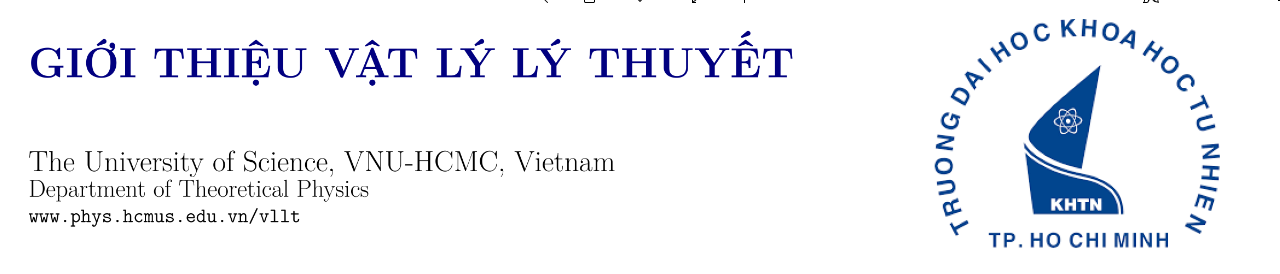 GIỚI THIỆU VẬT LÝ LÝ THUYẾT
The University of Science, VNU-HCMC, Vietnam
Department of Theoretical Physics
www.phys.hcmus.edu.vn/vllt
TRUONG DAI HOC KHOA HOC TU NHIEN
KHTN
TP. HO CHI MINH